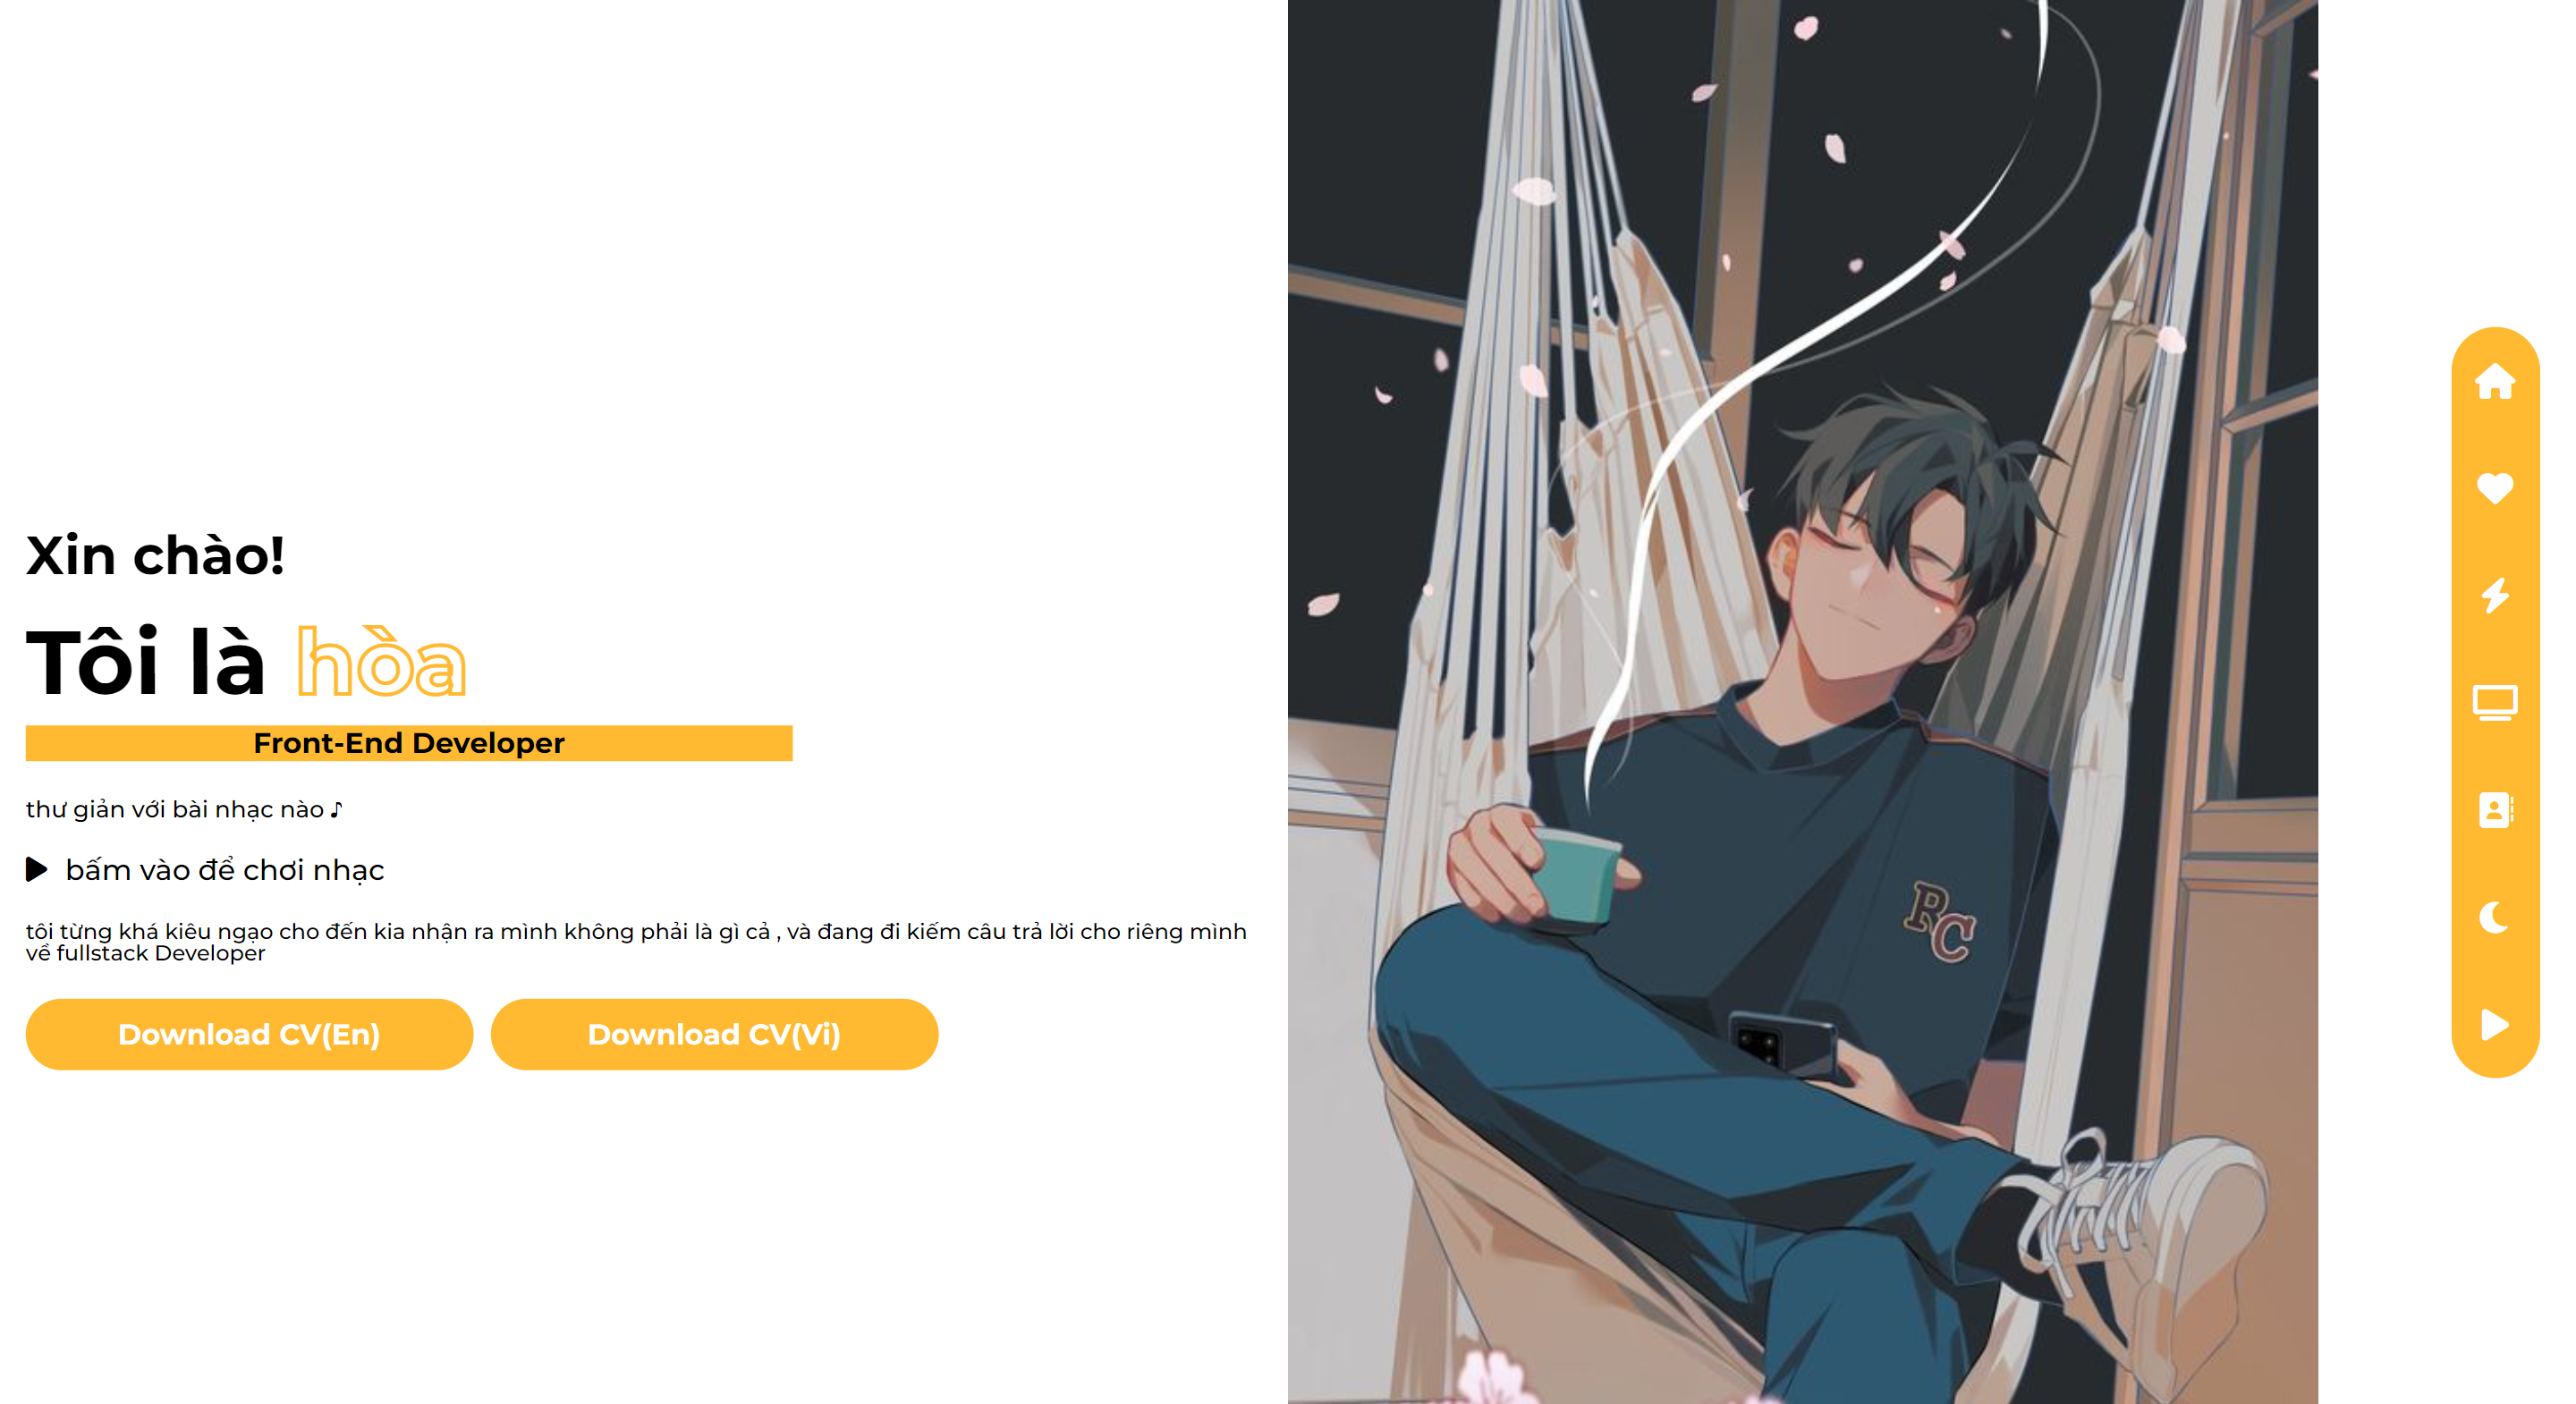 Xin chào!
Tôi là hòa
Front-End Developer
thư giản với bài nhạc nào ♪
bấm vào để chơi nhạc
tôi từng khá kiêu ngạo cho đến kia nhận ra mình không phải là gì cả , và đang đi kiếm câu trả lời cho riêng mình
về fullstack Developer
Download CV(En)
Download CV(Vi)
RC